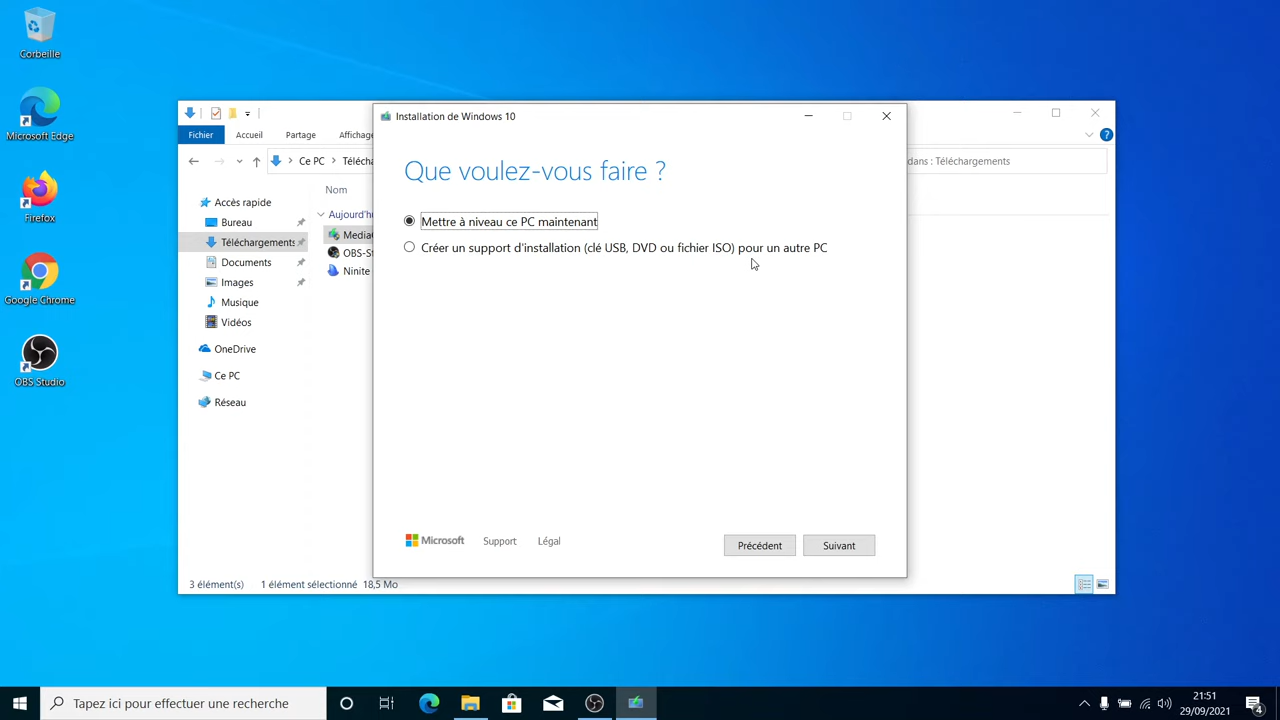 Corbeille
Microsoft Edge
Firefox
Google Chrome
OBS Studio
Fichier
Accueil
Partage
Affichage
Ce PC
dans : Téléchargements
Nom
Accès rapide
Bureau
Téléchargements
Documents
Images
Musique
Vidéos
OneDrive
Ce PC
Réseau
Ninite
3 élément(s)
1 élément sélectionné
18,5 Mo
Installation de Windows 10
Que voulez-vous faire ?
Mettre à niveau ce PC maintenant
Créer un support d'installation (clé USB, DVD ou fichier ISO) pour un autre PC
Microsoft
Support
Légal
Précédent
Suivant
Tapez ici pour effectuer une recherche
21:51
29/09/2021
4